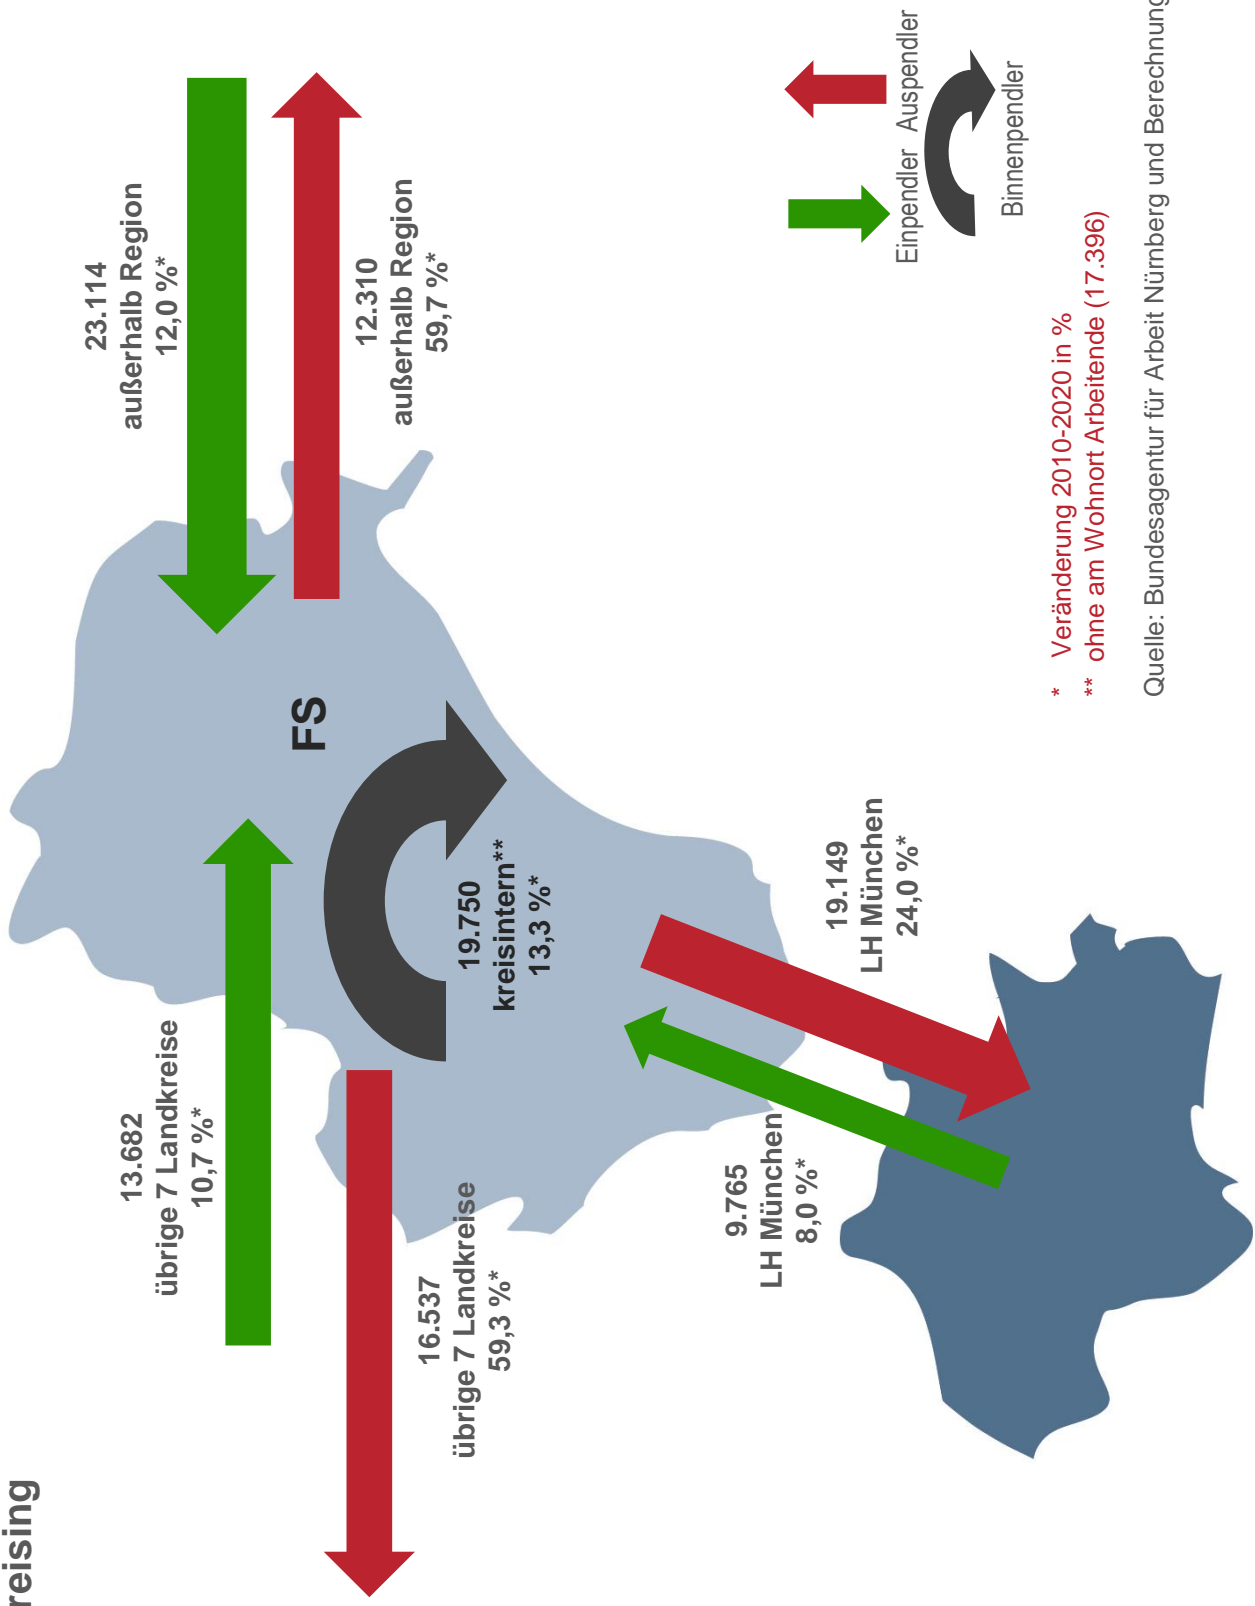 reising
13.682
übrige 7 Landkreise
10,7 %*
23.114
außerhalb Region
12,0 %*
FS
12.310
außerhalb Region
59,7 %*
16.537
übrige 7 Landkreise
59,3 %*
19.750
kreisintern**
13,3 %*
9.765
LH München
8,0 %*
19.149
LH München
24,0 %*
Einpendler
Auspendler
Binnenpendler
* Veränderung 2010-2020 in %
** ohne am Wohnort Arbeitende (17.396)
Quelle: Bundesagentur für Arbeit Nürnberg und Berechnung